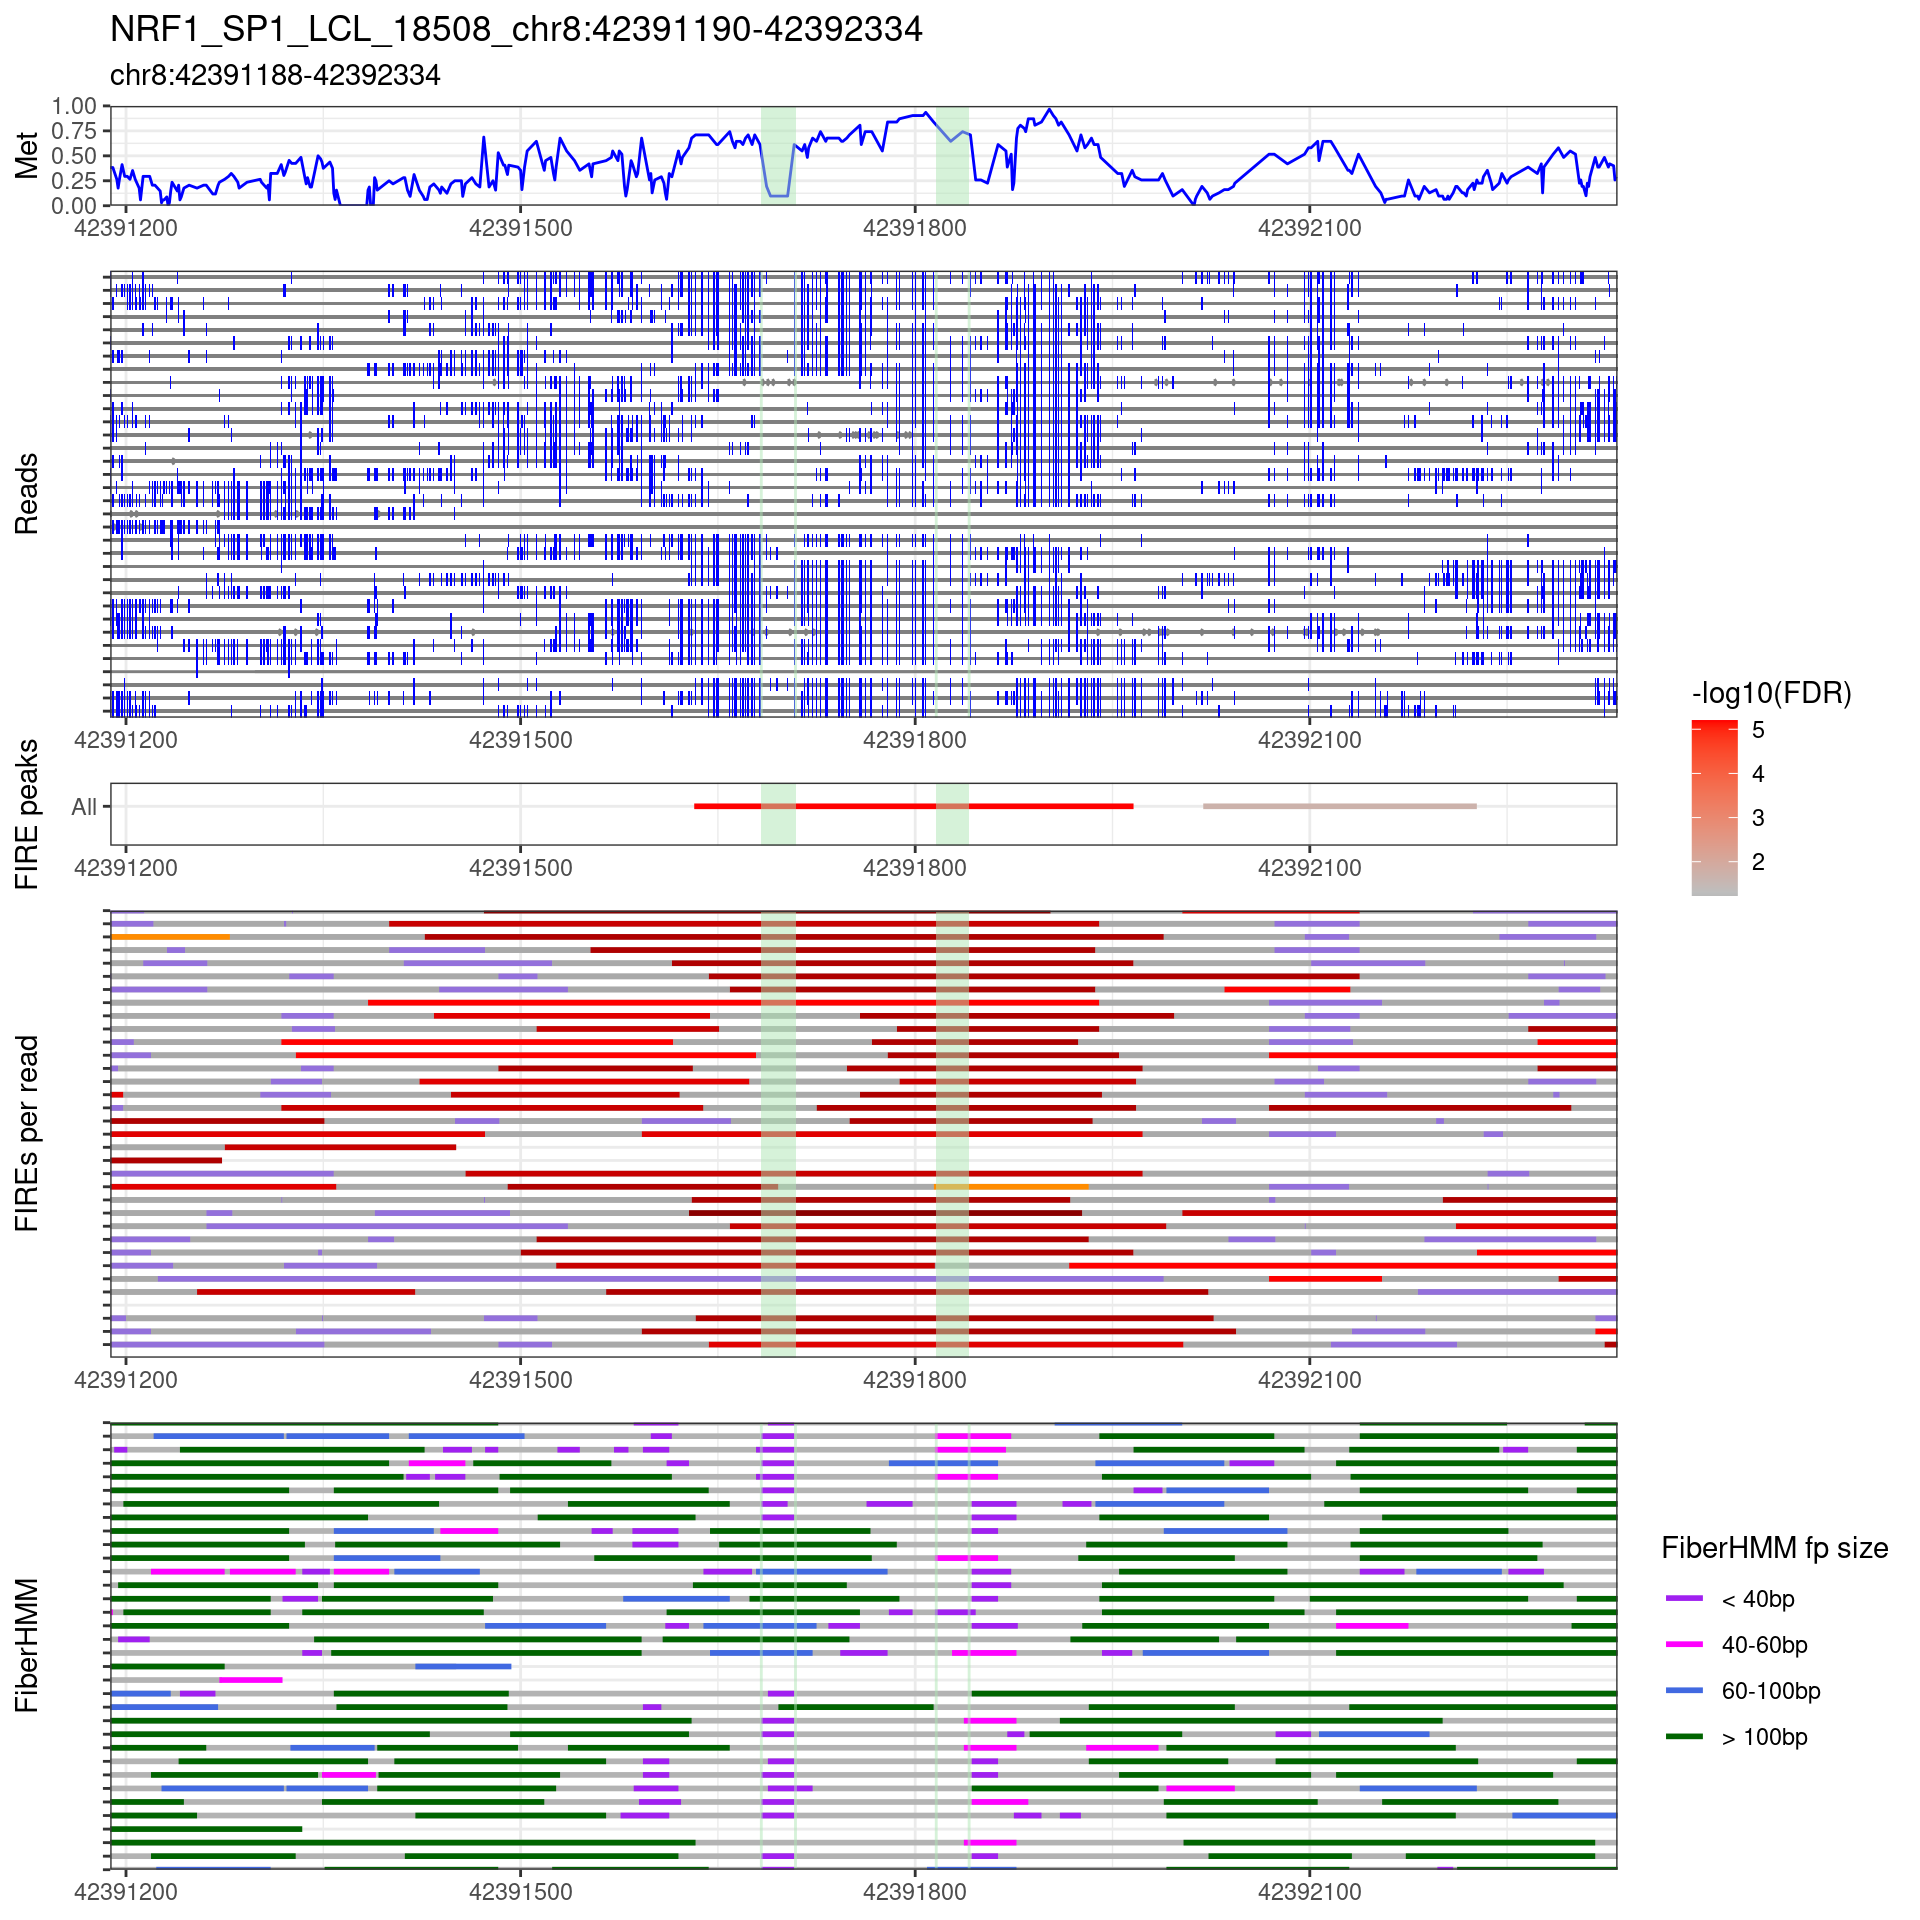 NRF1_SP1_LCL_18508_chr8:42391190-42392334
chr8:42391188-42392334
Met
1.00
0.75
0.50
0.25
0.00
42391200 42391500 42391800 42392100
Reads
42391200 42391500 42391800 42392100
FIRE peaks
All
42391200 42391500 42391800 42392100
-log10(FDR)
5
4
3
2
FIREs per read
42391200 42391500 42391800 42392100
FiberHMM
42391200 42391500 42391800 42392100
FiberHMM fp size
< 40bp
40-60bp
60-100bp
> 100bp